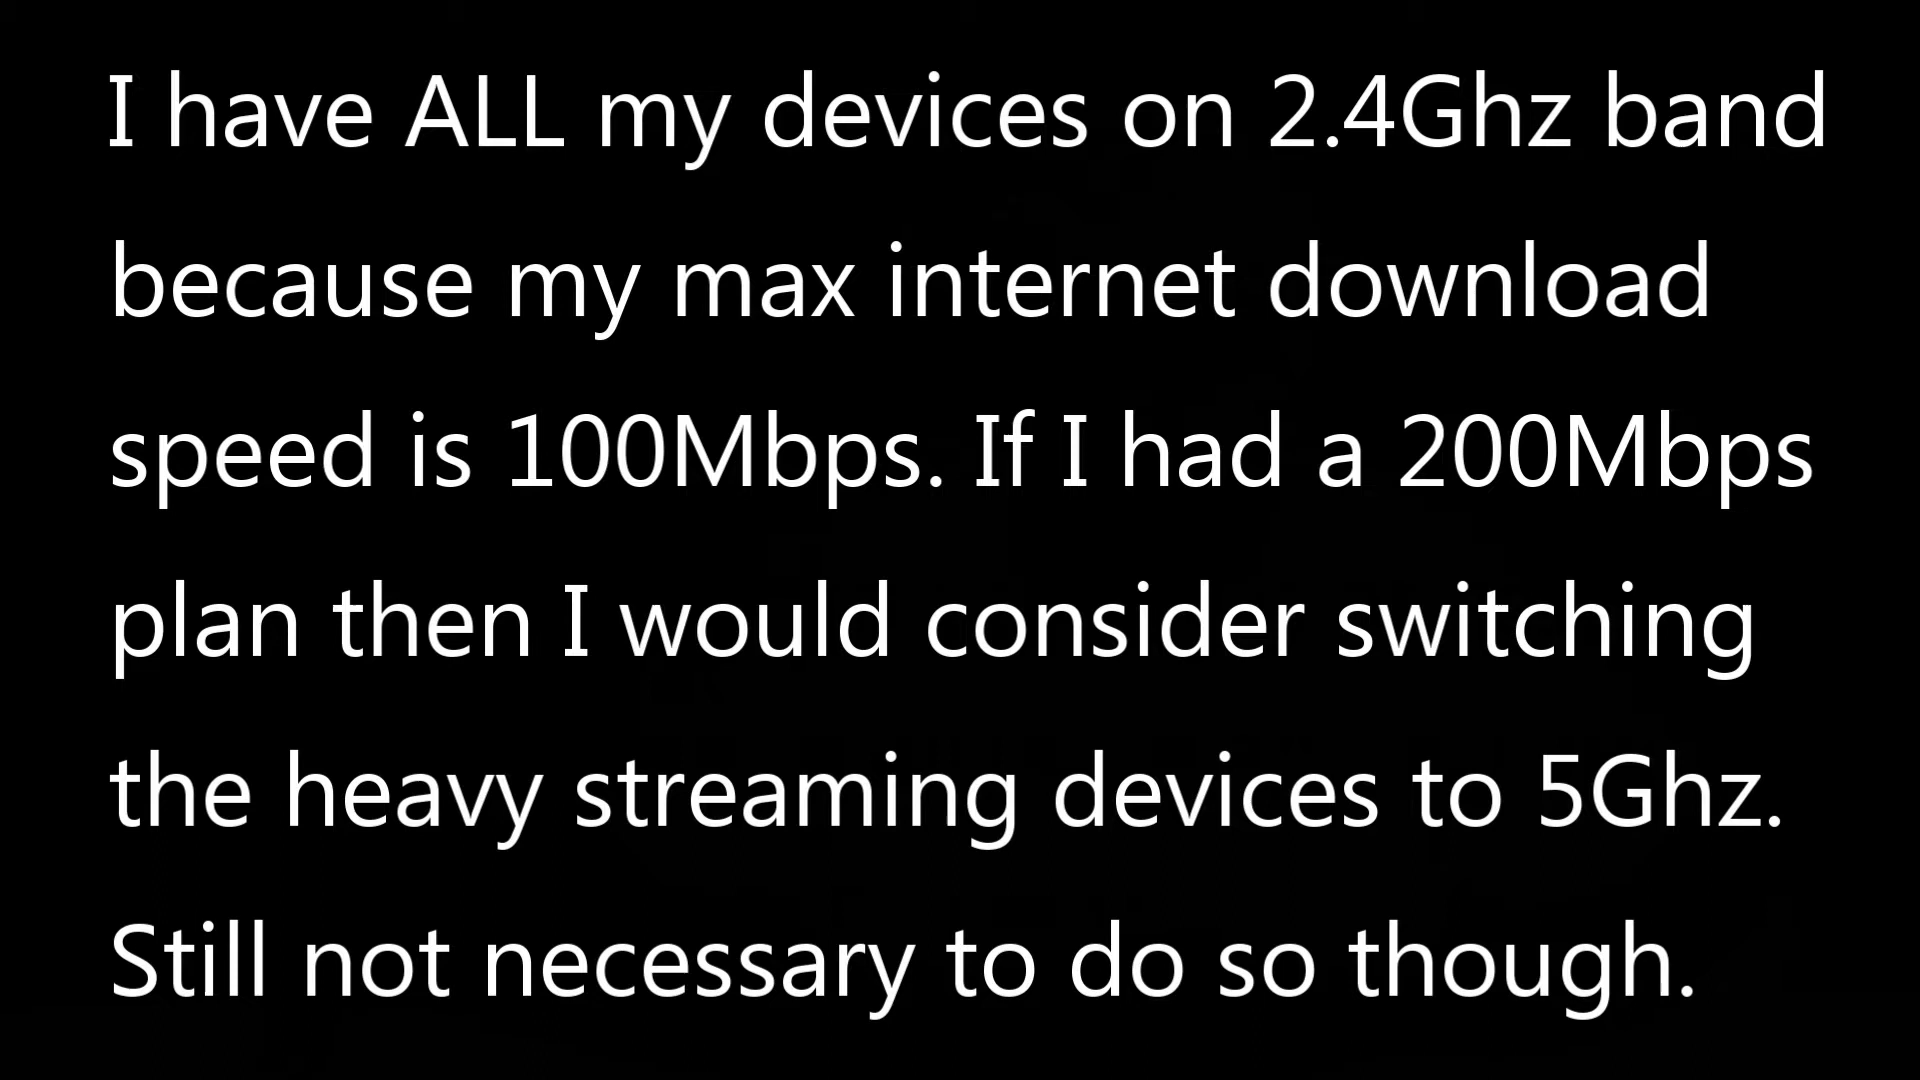 I have ALL my devices on 2.4Ghz band
because my max internet download
speed is 100Mbps. If I had a 200Mbps
plan then I would consider switching
the heavy streaming devices to 5Ghz.
Still not necessary to do so though.